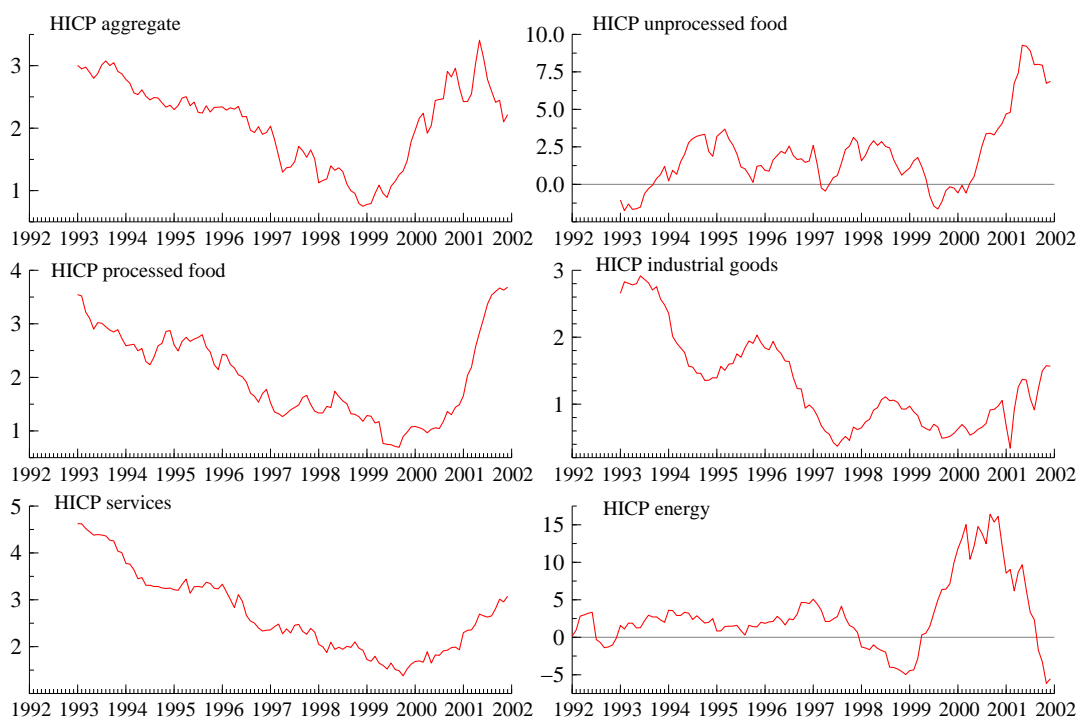 HICP aggregate
3
2
1
1992 1993 1994 1995 1996 1997 1998 1999 2000 2001 2002
HICP unprocessed food
10.0
7.5
5.0
2.5
0.0
1992 1993 1994 1995 1996 1997 1998 1999 2000 2001 2002
HICP processed food
4
3
2
1
1992 1993 1994 1995 1996 1997 1998 1999 2000 2001 2002
HICP industrial goods
3
2
1
1992 1993 1994 1995 1996 1997 1998 1999 2000 2001 2002
HICP services
5
4
3
2
1992 1993 1994 1995 1996 1997 1998 1999 2000 2001 2002
HICP energy
15
10
5
0
−5
1992 1993 1994 1995 1996 1997 1998 1999 2000 2001 2002